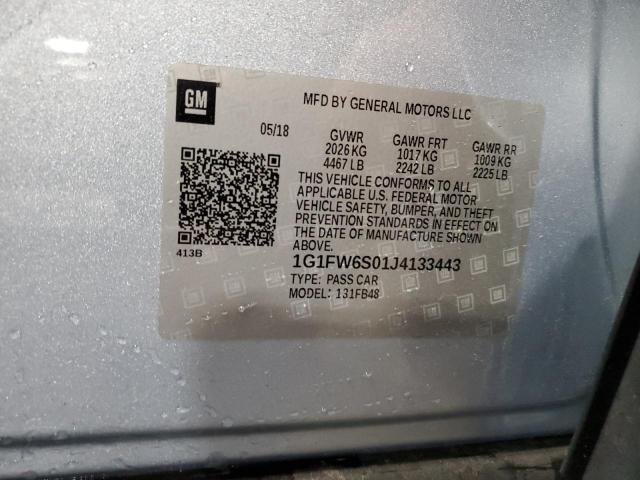 GM
MFD BY GENERAL MOTORS LLC
05/18 GVWR GAWR FRT GAWR RR
2026 KG 1017 KG 1009 KG
4467 LB 2242 LB 2225 LB
THIS VEHICLE CONFORMS TO ALL
APPLICABLE U.S. FEDERAL MOTOR
VEHICLE SAFETY, BUMPER, AND THEFT
PREVENTION STANDARDS IN EFFECT ON
THE DATE OF MANUFACTURE SHOWN
ABOVE.
413B
1G1FW6S01J4133443
TYPE: PASS CAR
MODEL: 131FB48